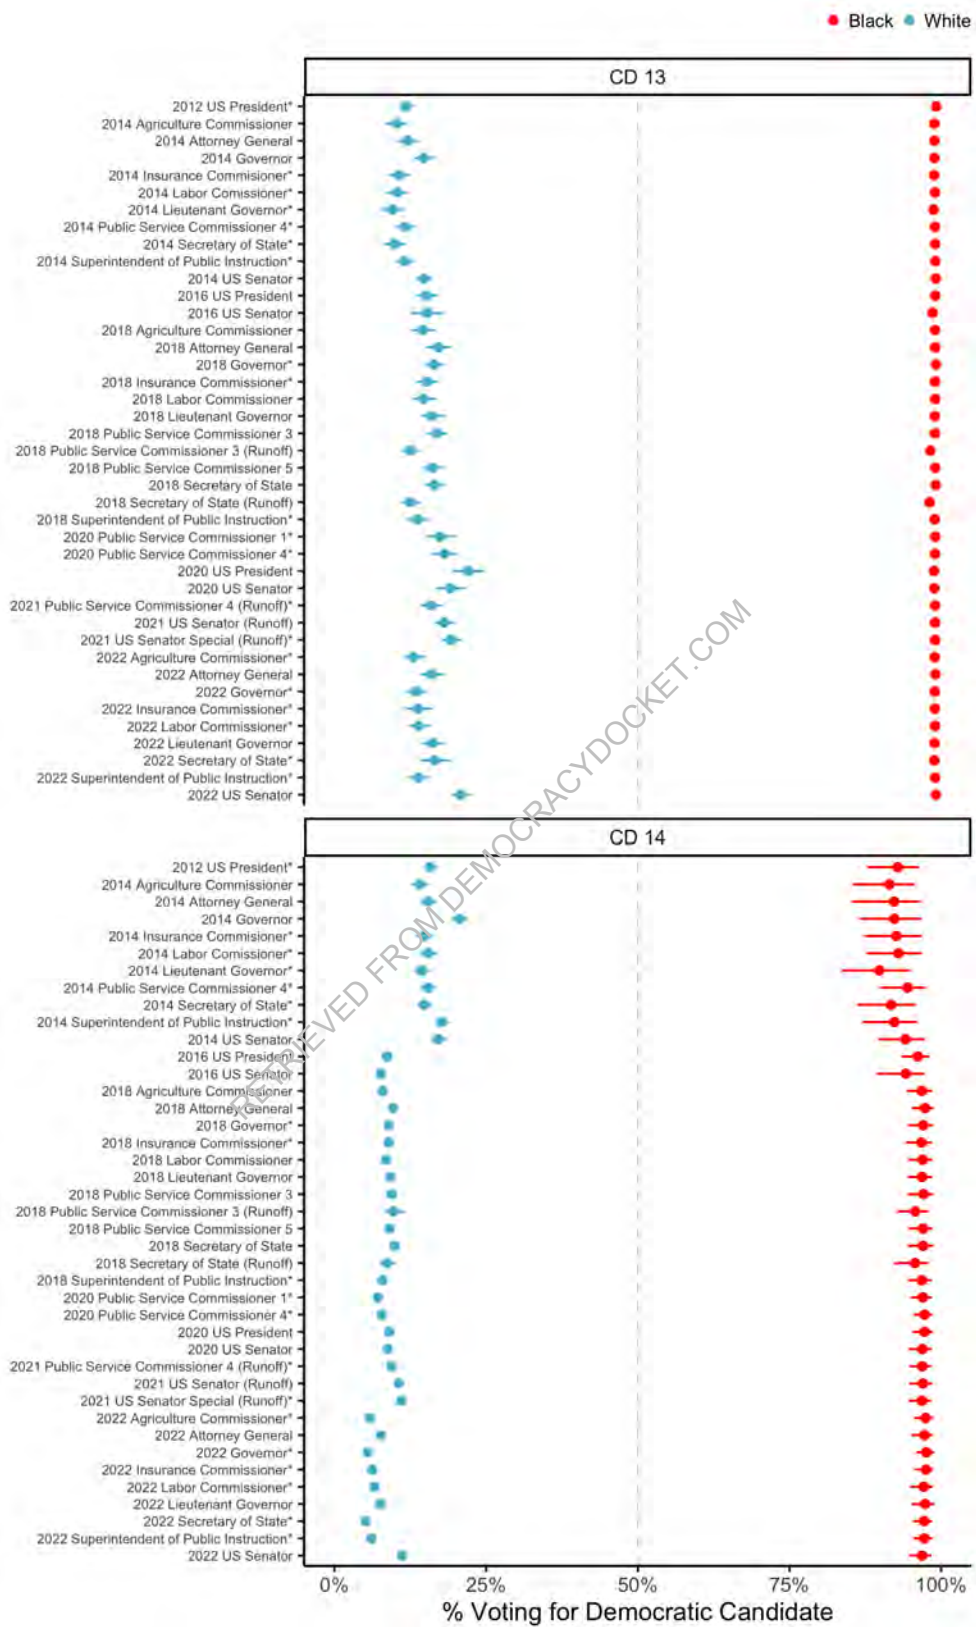 Black White
CD 13
2012 US President*
2014 Agriculture Commissioner
2014 Attorney General
2014 Governor
2014 Insurance Commisioner*
2014 Labor Comissioner*
2014 Lieutenant Governor*
2014 Public Service Commissioner 4*
2014 Secretary of State*
2014 Superintendent of Public Instruction*
2014 US Senator
2016 US President
2016 US Senator
2018 Agriculture Commissioner
2018 Attorney General
2018 Governor*
2018 Insurance Commissioner*
2018 Labor Commissioner
2018 Lieutenant Governor
2018 Public Service Commissioner 3
2018 Public Service Commissioner 3 (Runoff)
2018 Public Service Commissioner 5
2018 Secretary of State
2018 Secretary of State (Runoff)
2018 Superintendent of Public Instruction*
2020 Public Service Commissioner 1*
2020 Public Service Commissioner 4*
2020 US President
2020 US Senator
2021 Public Service Commissioner 4 (Runoff)*
2021 US Senator (Runoff)
2021 US Senator Special (Runoff)*
2022 Agriculture Commissioner*
2022 Attorney General
2022 Governor*
2022 Insurance Commissioner*
2022 Labor Commissioner*
2022 Lieutenant Governor
2022 Secretary of State*
2022 Superintendent of Public Instruction*
2022 US Senator
CD 14
2012 US President*
2014 Agriculture Commissioner
2014 Attorney General
2014 Governor
2014 Insurance Commisioner*
2014 Labor Comissioner*
2014 Lieutenant Governor*
2014 Public Service Commissioner 4*
2014 Secretary of State*
2014 Superintendent of Public Instruction*
2014 US Senator
2016 US President
2016 US Senator
2018 Agriculture Commissioner
2018 Attorney General
2018 Governor*
2018 Insurance Commissioner*
2018 Labor Commissioner
2018 Lieutenant Governor
2018 Public Service Commissioner 3
2018 Public Service Commissioner 3 (Runoff)
2018 Public Service Commissioner 5
2018 Secretary of State
2018 Secretary of State (Runoff)
2018 Superintendent of Public Instruction*
2020 Public Service Commissioner 1*
2020 Public Service Commissioner 4*
2020 US President
2020 US Senator
2021 Public Service Commissioner 4 (Runoff)*
2021 US Senator (Runoff)
2021 US Senator Special (Runoff)*
2022 Agriculture Commissioner*
2022 Attorney General
2022 Governor*
2022 Insurance Commissioner*
2022 Labor Commissioner*
2022 Lieutenant Governor
2022 Secretary of State*
2022 Superintendent of Public Instruction*
2022 US Senator
0% 25% 50% 75% 100%
% Voting for Democratic Candidate
RETRIEVED FROM DEMOCRACYDOCKET.COM